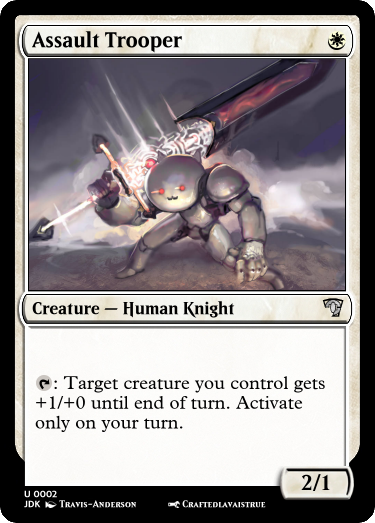 Assault Trooper
Creature — Human Knight
: Target creature you control gets
+1/+0 until end of turn. Activate
only on your turn.
2/1
U 0002
JDK Travis-Anderson Craftedlavaistrue